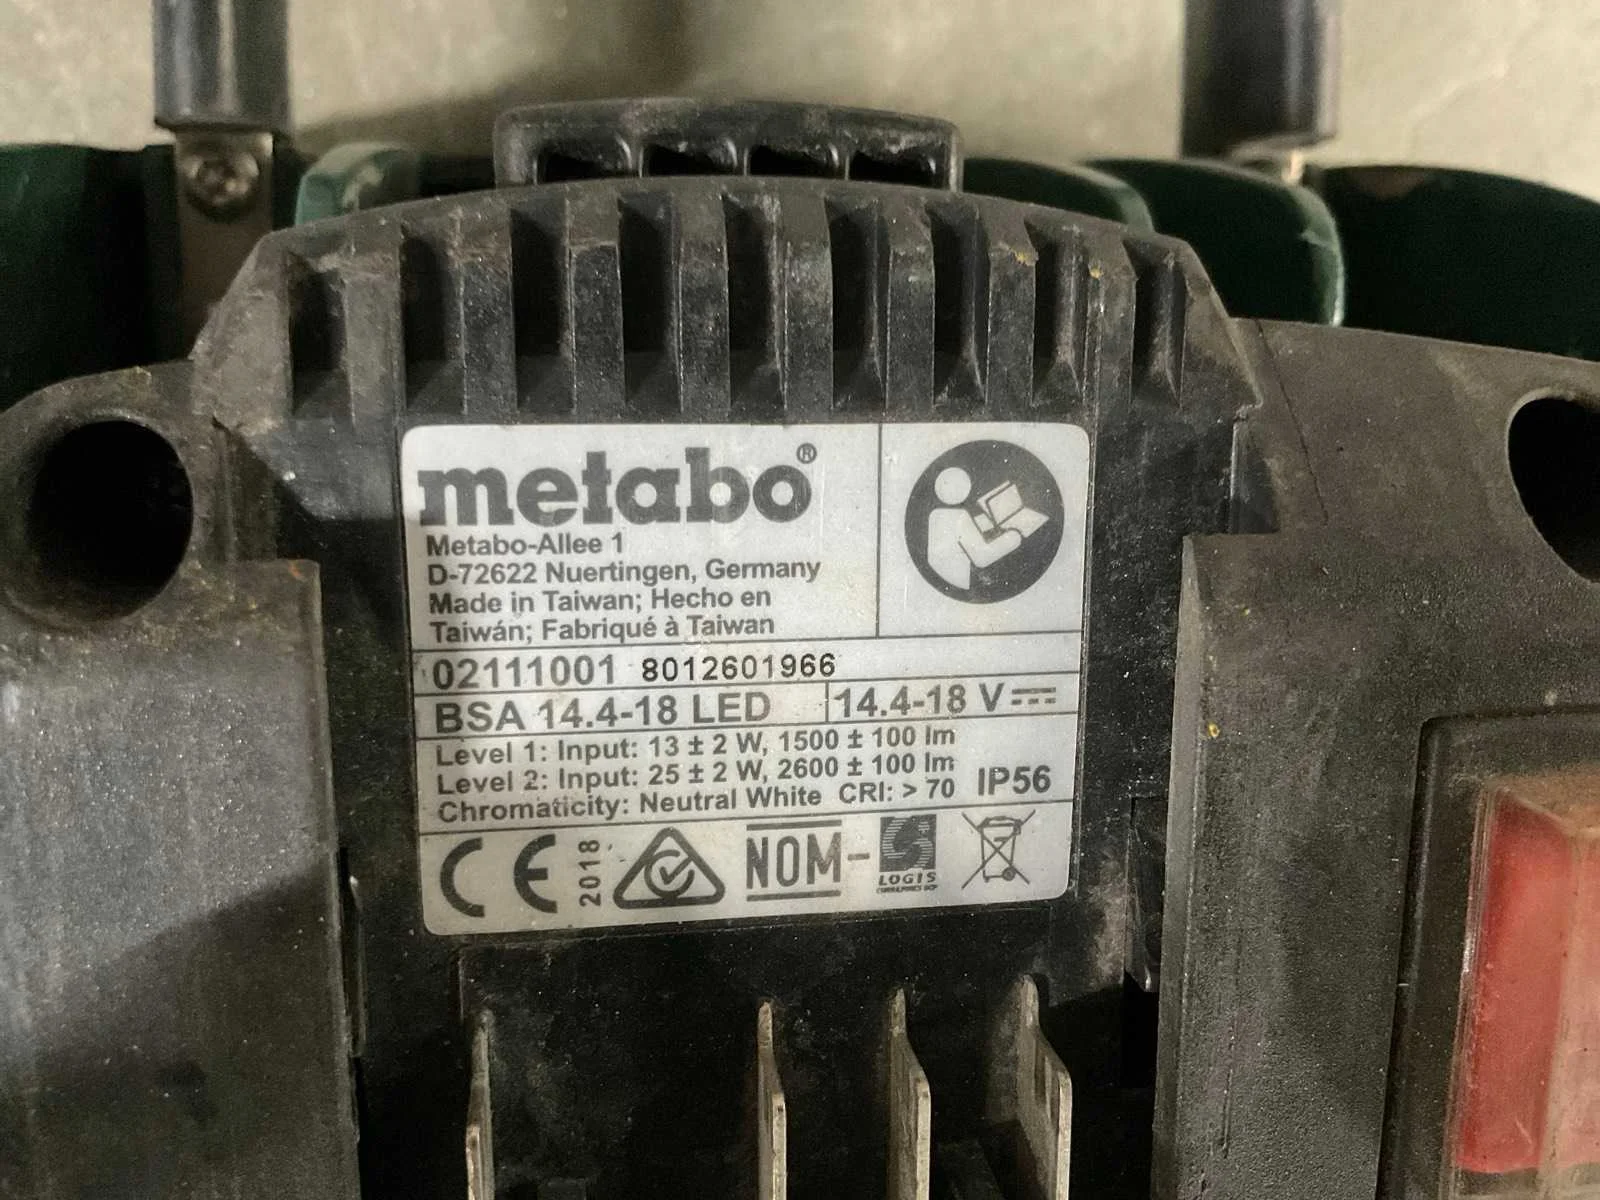 metabo®
Metabo-Allee 1
D-72622 Nuertingen, Germany
Made in Taiwan; Hecho en
Taiwán; Fabriqué à Taiwan
02111001 8012601966
BSA 14.4-18 LED 14.4-18 V
Level 1: Input: 13 ± 2 W, 1500 ± 100 lm
Level 2: Input: 25 ± 2 W, 2600 ± 100 lm
Chromaticity: Neutral White CRI: > 70 IP56
CE 2018 NOM-
LOGIS